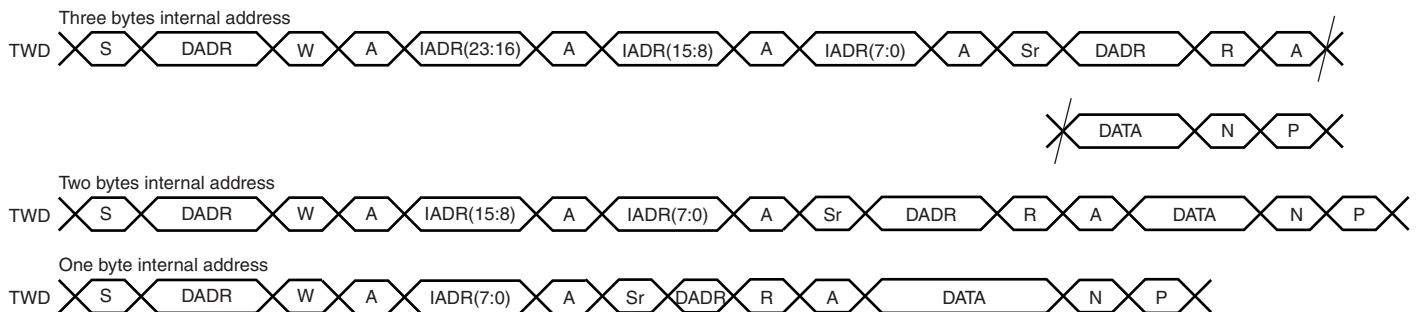 Three bytes internal address
TWD S DADR W A IADR(23:16) A IADR(15:8) A IADR(7:0) A Sr DADR R A
DATA N P
Two bytes internal address
TWD S DADR W A IADR(15:8) A IADR(7:0) A Sr DADR R A DATA N P
One byte internal address
TWD S DADR W A IADR(7:0) A Sr DADR R A DATA N P